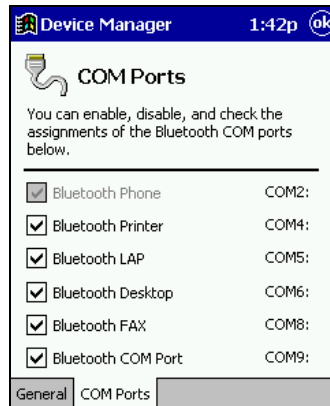 Device Manager 1:42p ok
COM Ports
You can enable, disable, and check the
assignments of the Bluetooth COM ports
below.
Bluetooth Phone COM2:
Bluetooth Printer COM4:
Bluetooth LAP COM5:
Bluetooth Desktop COM6:
Bluetooth FAX COM8:
Bluetooth COM Port COM9:
General COM Ports